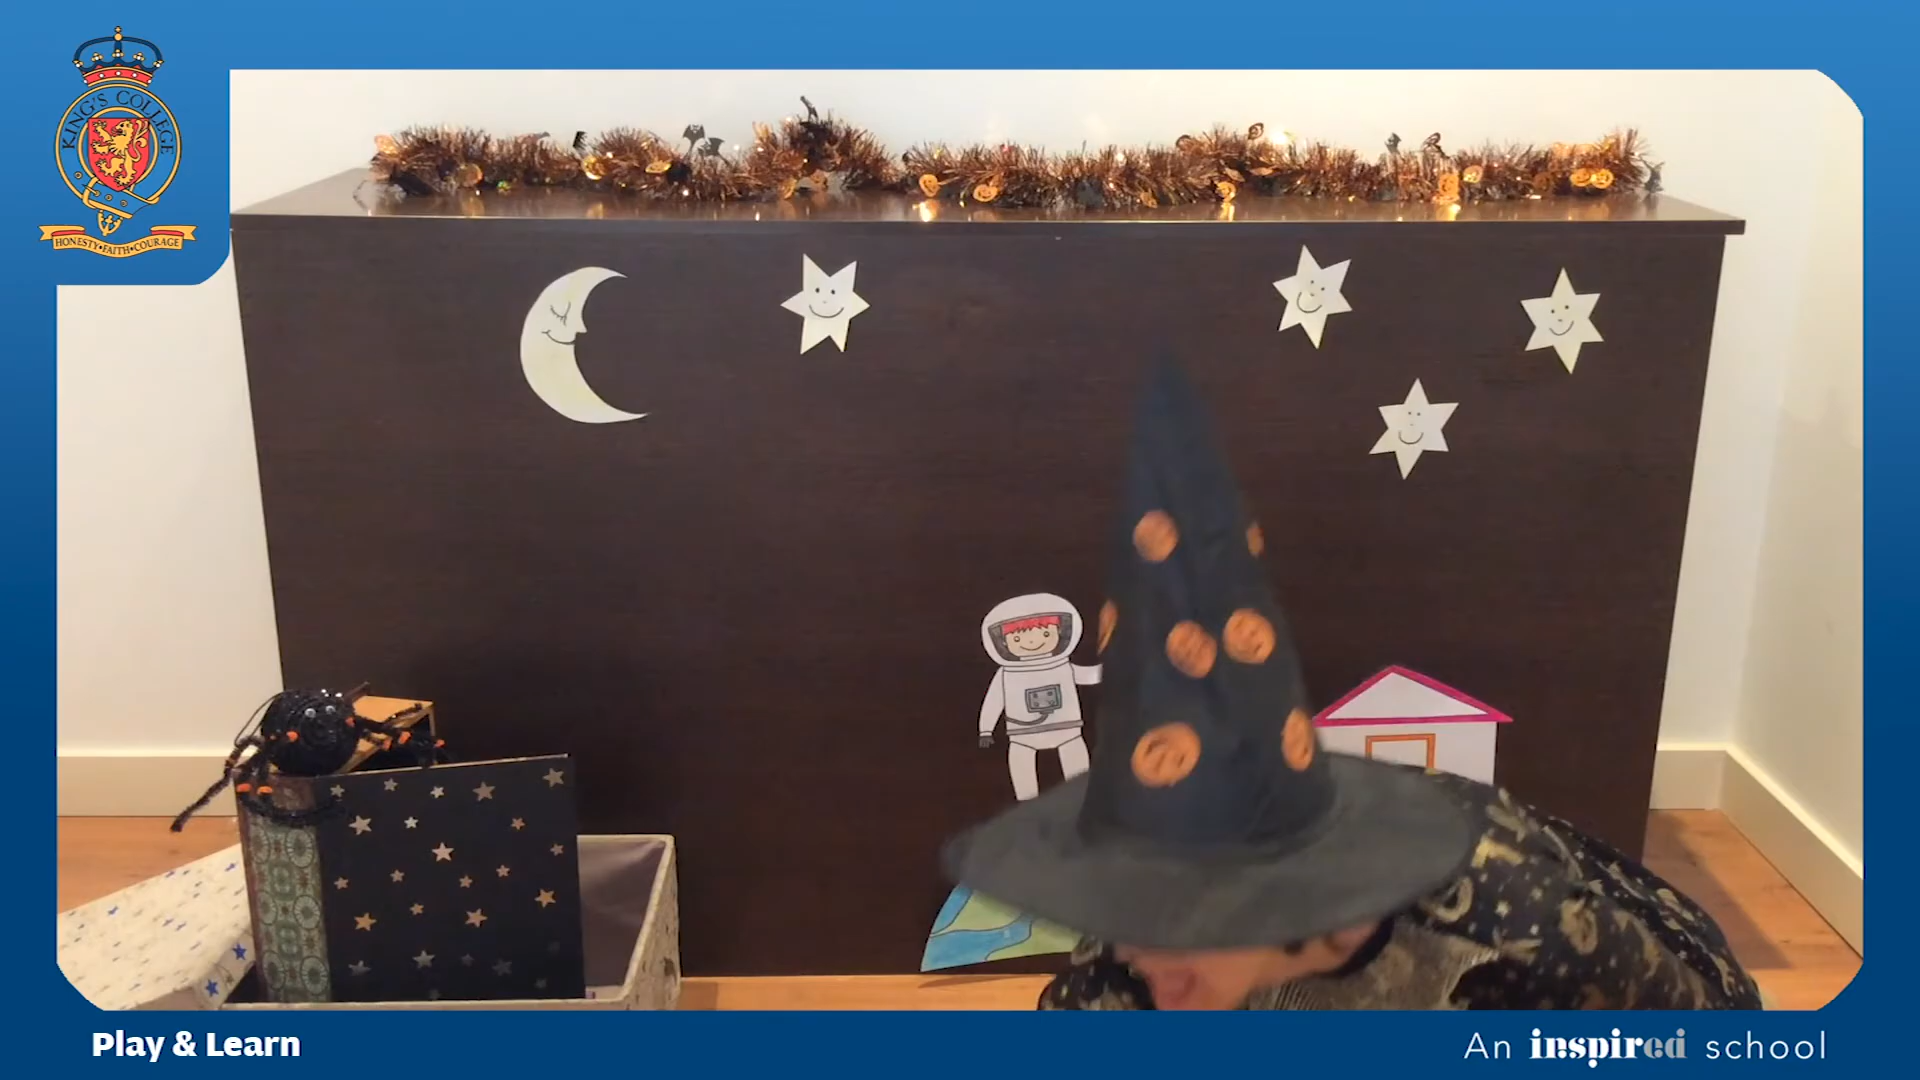 KING'S COLLEGE
HONESTY•FAITH•COURAGE
Play & Learn
An inspired school